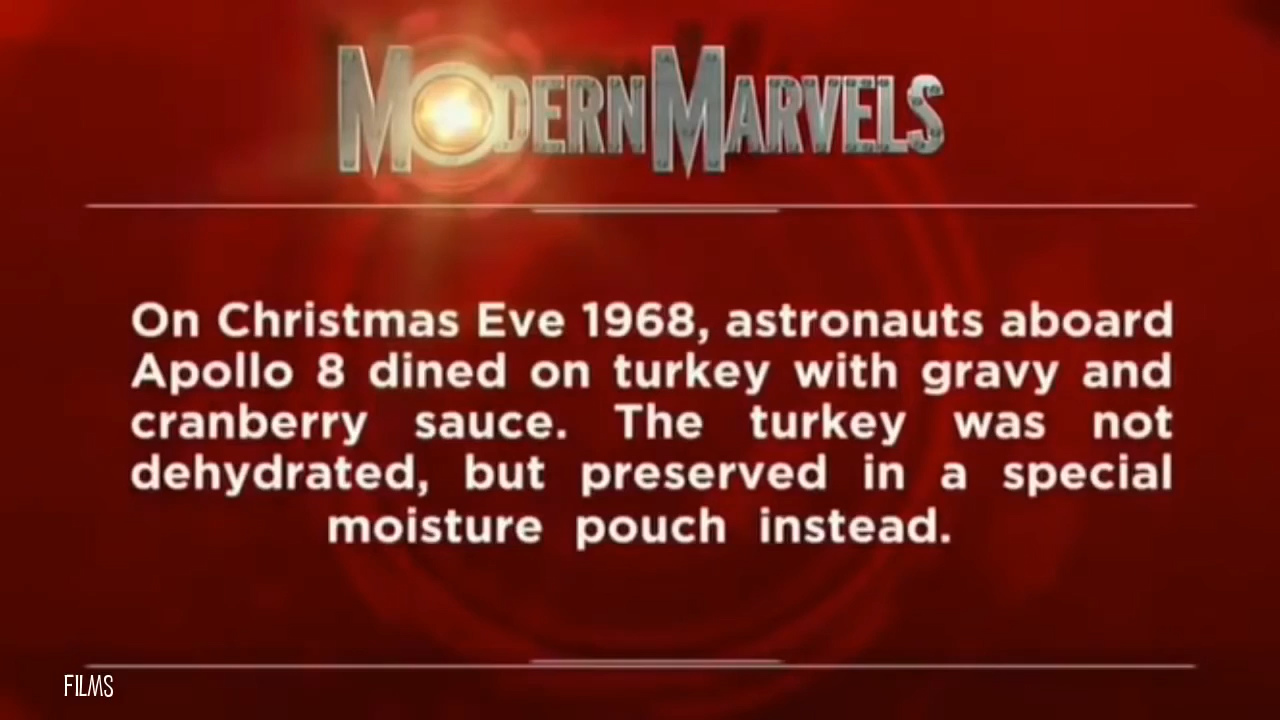 MODERN MARVELS
On Christmas Eve 1968, astronauts aboard
Apollo 8 dined on turkey with gravy and
cranberry sauce. The turkey was not
dehydrated, but preserved in a special
moisture pouch instead.
FILMS